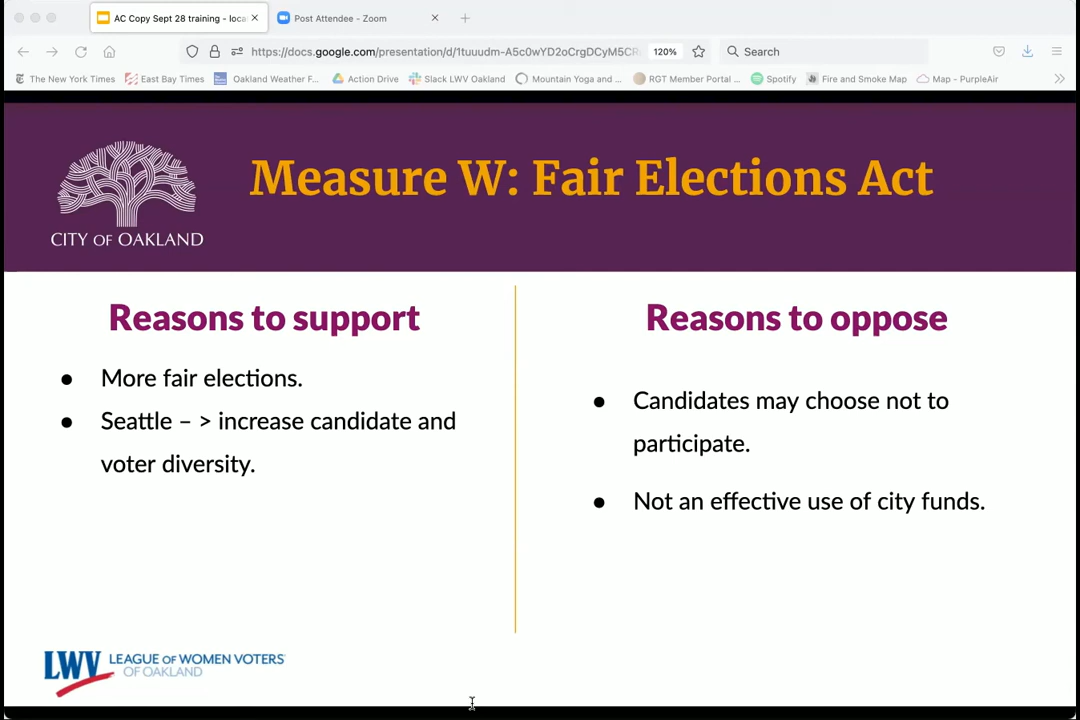 AC Copy Sept 28 training - loca
Post Attendee - Zoom
https://docs.google.com/presentation/d/1tuuudm-A5c0wYD2oCrgDCyM5CR
120%
Search
The New York Times
East Bay Times
Oakland Weather F...
Action Drive
Slack LWV Oakland
Mountain Yoga and ...
RGT Member Portal ...
Spotify
Fire and Smoke Map
Map - PurpleAir
CITY OF OAKLAND
Measure W: Fair Elections Act
Reasons to support
● More fair elections.
● Seattle – > increase candidate and
voter diversity.
Reasons to oppose
● Candidates may choose not to
participate.
● Not an effective use of city funds.
LWV LEAGUE OF WOMEN VOTERS®
OF OAKLAND